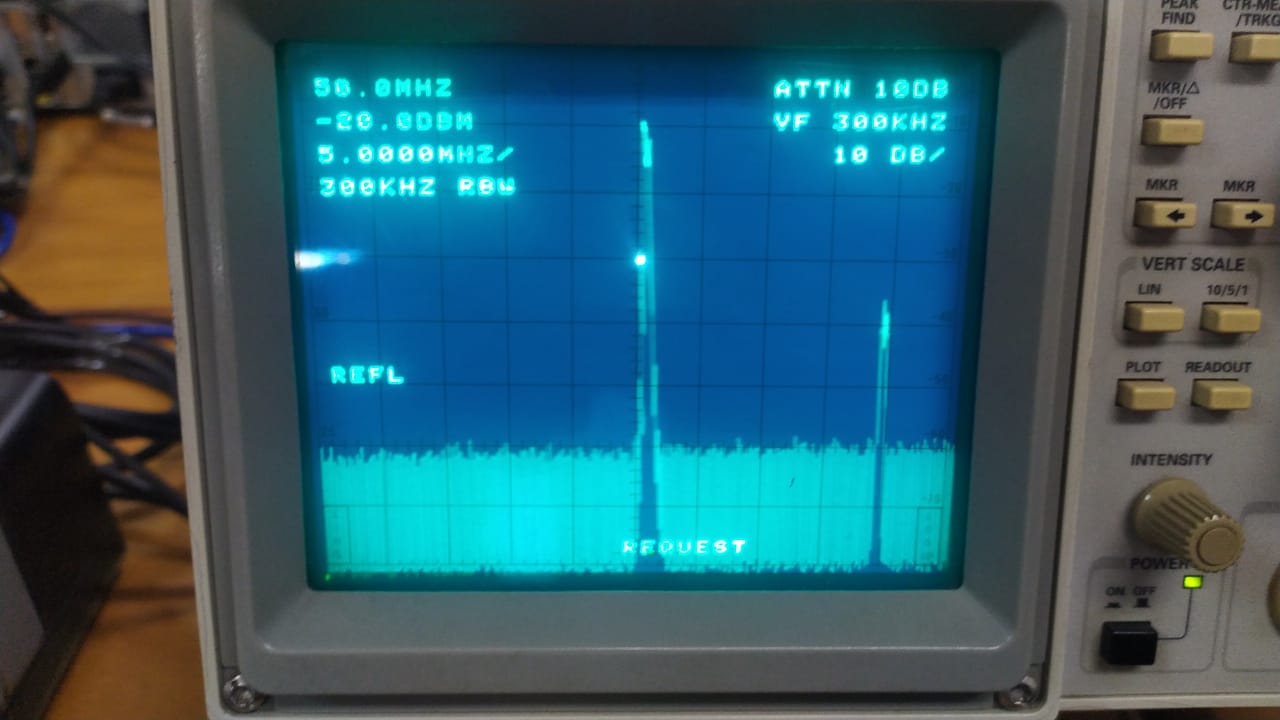 50.0MHZ
-20.0DBM
5.0000MHZ/
300KHZ RBW
ATTN 10DB
VF 300KHZ
10 DB/
REFL
REQUEST
PEAK
FIND
MKR/△
/OFF
MKR
MKR
VERT SCALE
LIN
10/5/1
PLOT
READOUT
INTENSITY
POWER
ON OFF